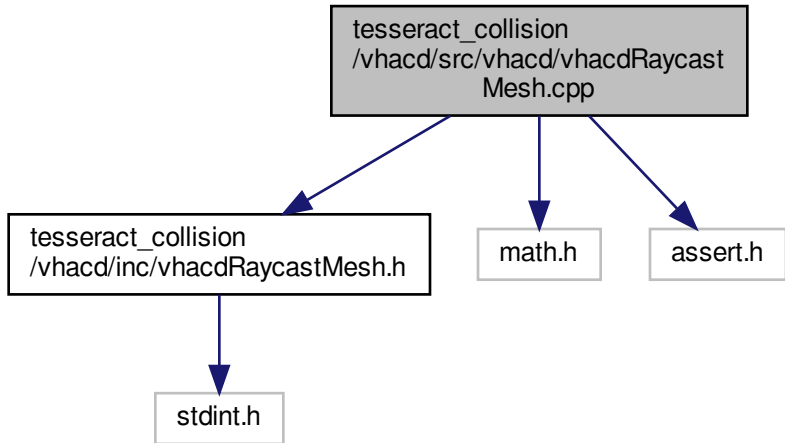 tesseract_collision
/vhacd/src/vhacd/vhacdRaycast
Mesh.cpp
tesseract_collision
/vhacd/inc/vhacdRaycastMesh.h
math.h
assert.h
stdint.h